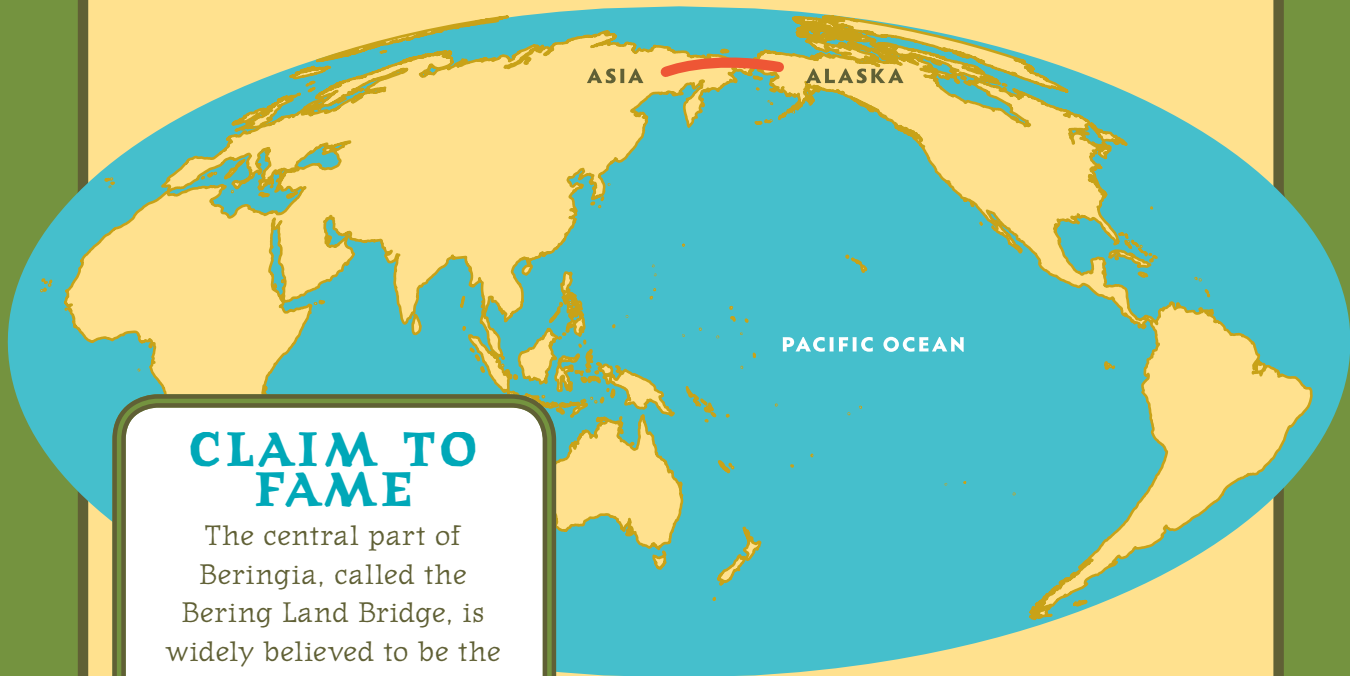 ASIA
ALASKA
PACIFIC OCEAN
CLAIM TO
FAME
The central part of
Beringia, called the
Bering Land Bridge, is
widely believed to be the